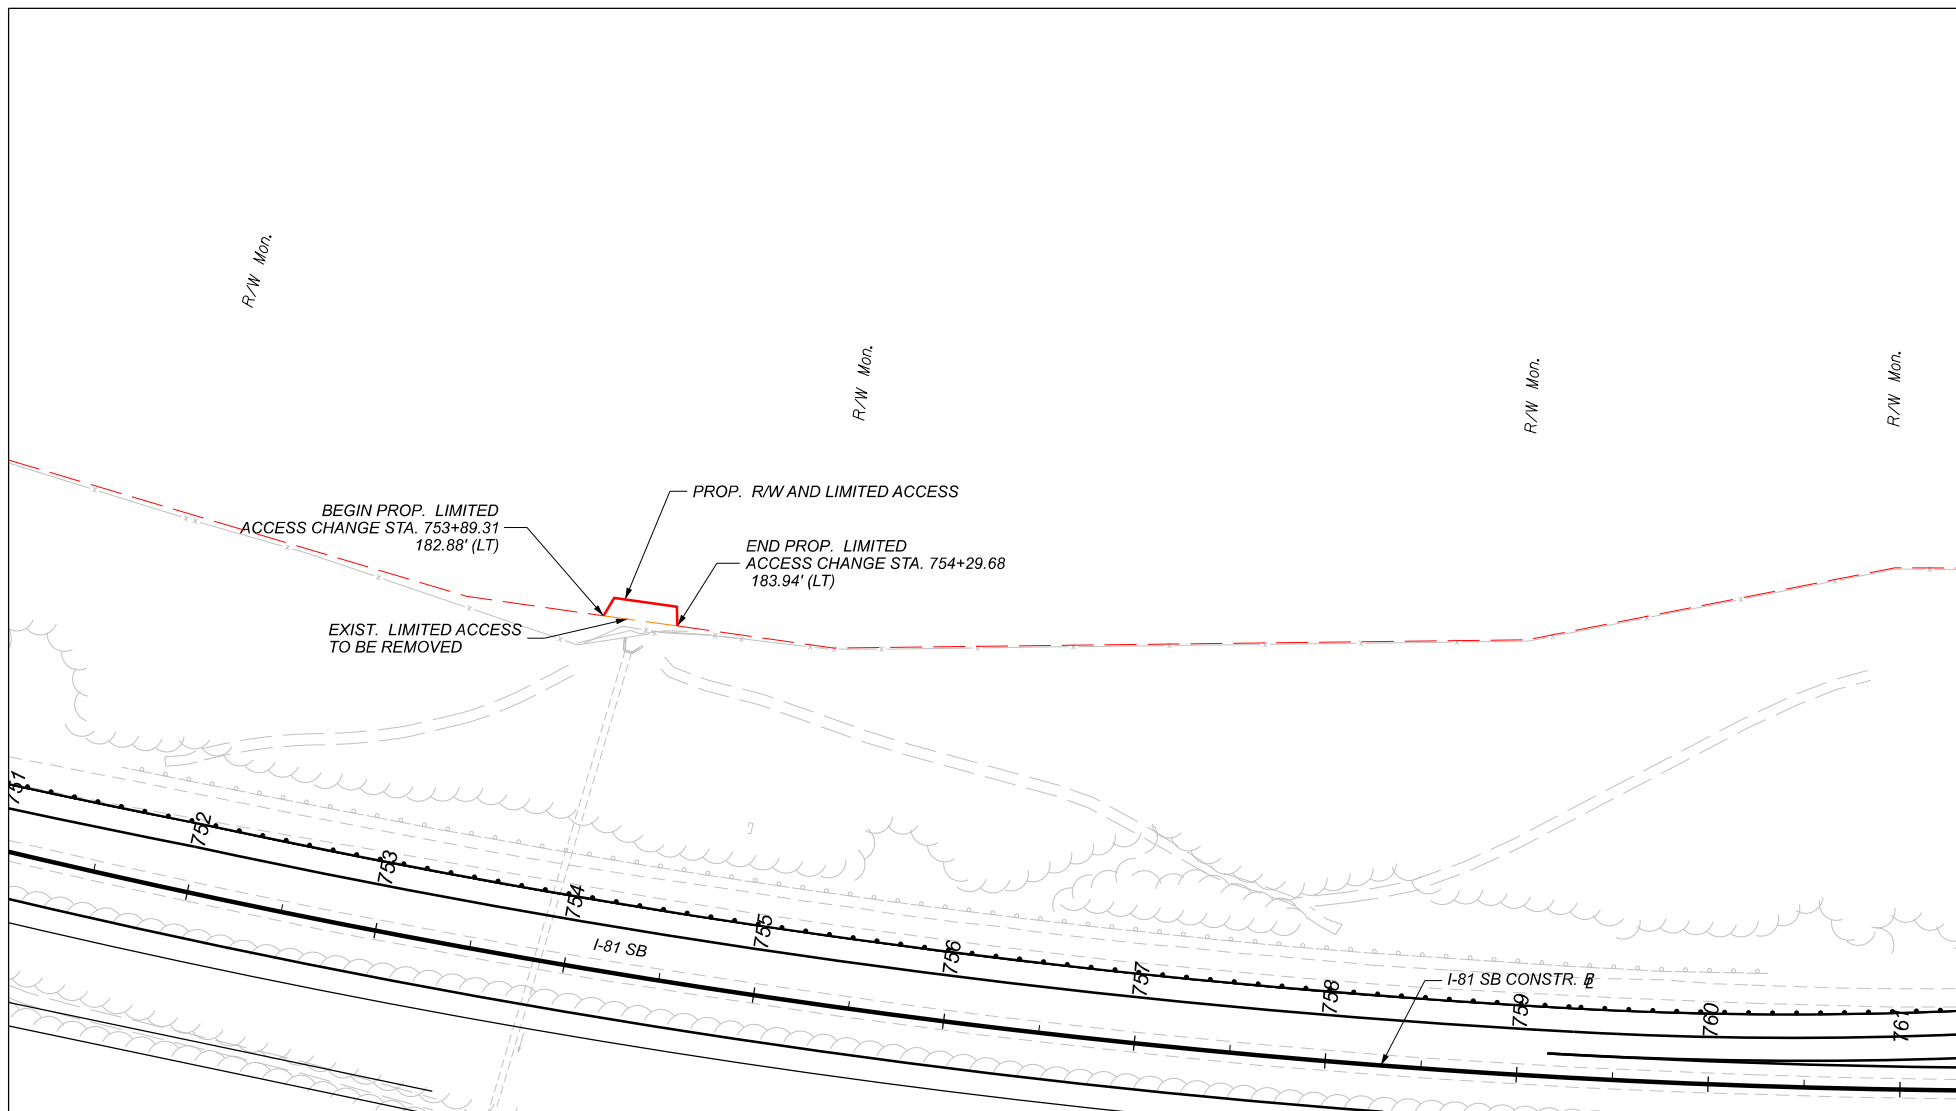 R/W Mon.
R/W Mon.
R/W Mon.
R/W Mon.
PROP. R/W AND LIMITED ACCESS
BEGIN PROP. LIMITED
ACCESS CHANGE STA. 753+89.31
182.88' (LT)
END PROP. LIMITED
ACCESS CHANGE STA. 754+29.68
183.94' (LT)
EXIST. LIMITED ACCESS
TO BE REMOVED
751
752
753
754
755
756
757
758
759
760
761
I-81 SB
I-81 SB CONSTR. BL